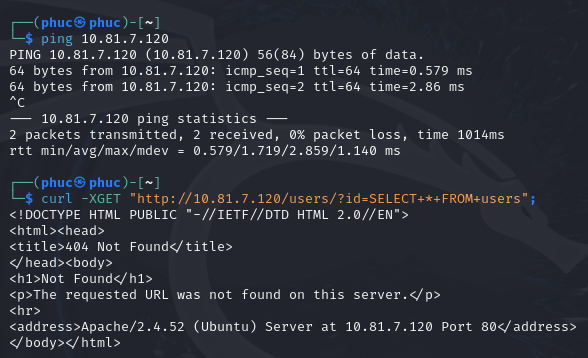 ┌──(phuc㉿phuc)-[~]
└─$ ping 10.81.7.120
PING 10.81.7.120 (10.81.7.120) 56(84) bytes of data.
64 bytes from 10.81.7.120: icmp_seq=1 ttl=64 time=0.579 ms
64 bytes from 10.81.7.120: icmp_seq=2 ttl=64 time=2.86 ms
^C
--- 10.81.7.120 ping statistics ---
2 packets transmitted, 2 received, 0% packet loss, time 1014ms
rtt min/avg/max/mdev = 0.579/1.719/2.859/1.140 ms
┌──(phuc㉿phuc)-[~]
└─$ curl -XGET "http://10.81.7.120/users/?id=SELECT+*+FROM+users";
<!DOCTYPE HTML PUBLIC "-//IETF//DTD HTML 2.0//EN">
<html><head>
<title>404 Not Found</title>
</head><body>
<h1>Not Found</h1>
<p>The requested URL was not found on this server.</p>
<hr>
<address>Apache/2.4.52 (Ubuntu) Server at 10.81.7.120 Port 80</address>
</body></html>